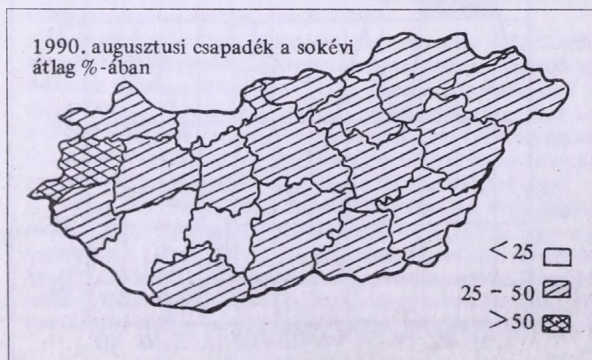 1990. augusztusi csapadék a sokévi
átlag %-ában
< 25
25 - 50
> 50